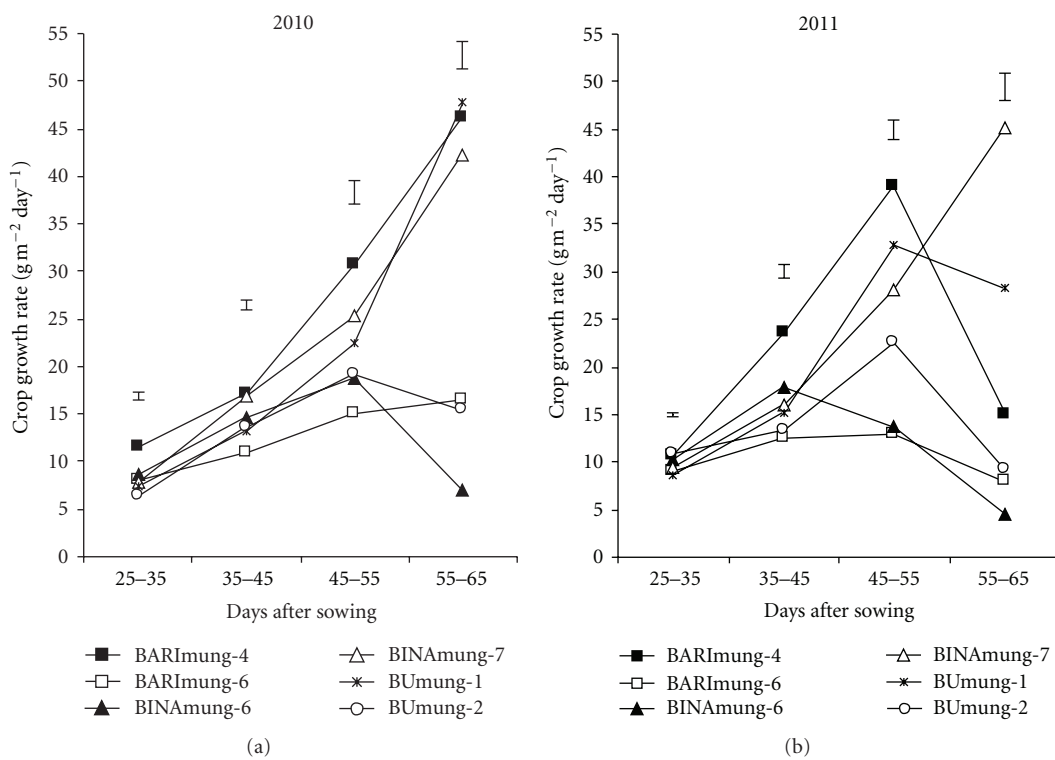 2010
55
50
45
40
35
30
25
20
15
10
5
0
Crop growth rate (g m⁻² day⁻¹)
25–35 35–45 45–55 55–65
Days after sowing
BARImung-4 BINAmung-7
BARImung-6 BUmung-1
BINAmung-6 BUmung-2
(a)
2011
55
50
45
40
35
30
25
20
15
10
5
0
Crop growth rate (g m⁻² day⁻¹)
25–35 35–45 45–55 55–65
Days after sowing
BARImung-4 BINAmung-7
BARImung-6 BUmung-1
BINAmung-6 BUmung-2
(b)